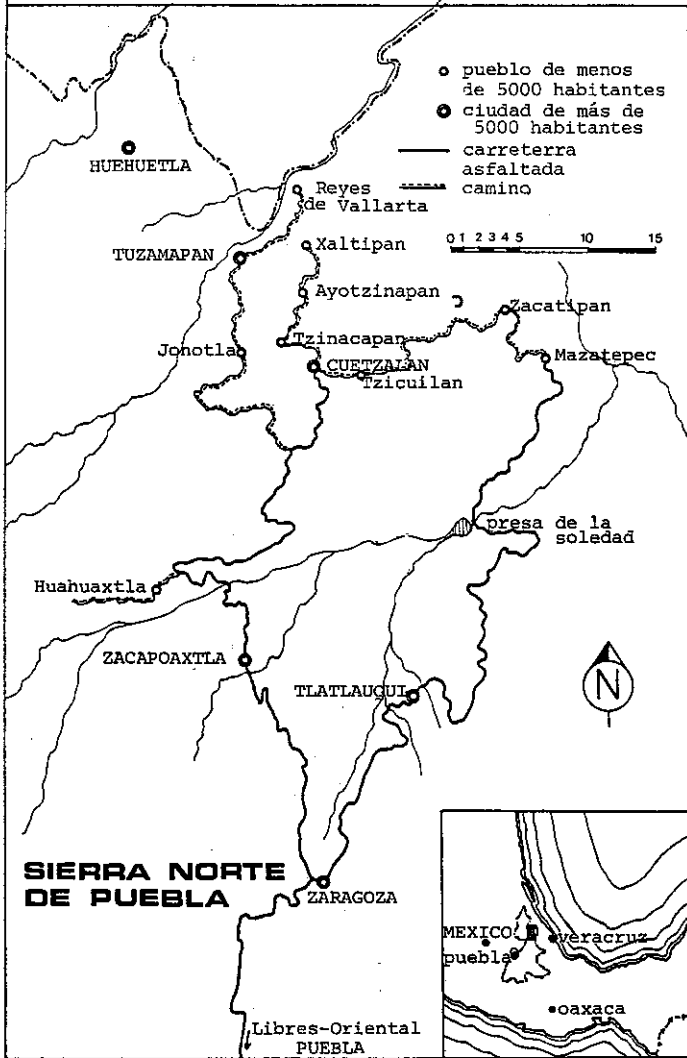 pueblo de menos
de 5000 habitantes
ciudad de más de
5000 habitantes
carreterra
asfaltada
camino
HUEHUETLA
Reyes
de Vallarta
0 1 2 3 4 5 10 15
TUZAMAPAN
Xaltipan
Ayotzinapan
Zacatipan
Jonotla
Tzinacapan
CUETZALAN
Tzicuilan
Mazatepec
presa de la
soledad
Huahuaxtla
ZACAPOAXTLA
TLATLAUQUI
N
SIERRA NORTE
DE PUEBLA
ZARAGOZA
MEXICO
veracruz
puebla
oaxaca
Libres-Oriental
PUEBLA